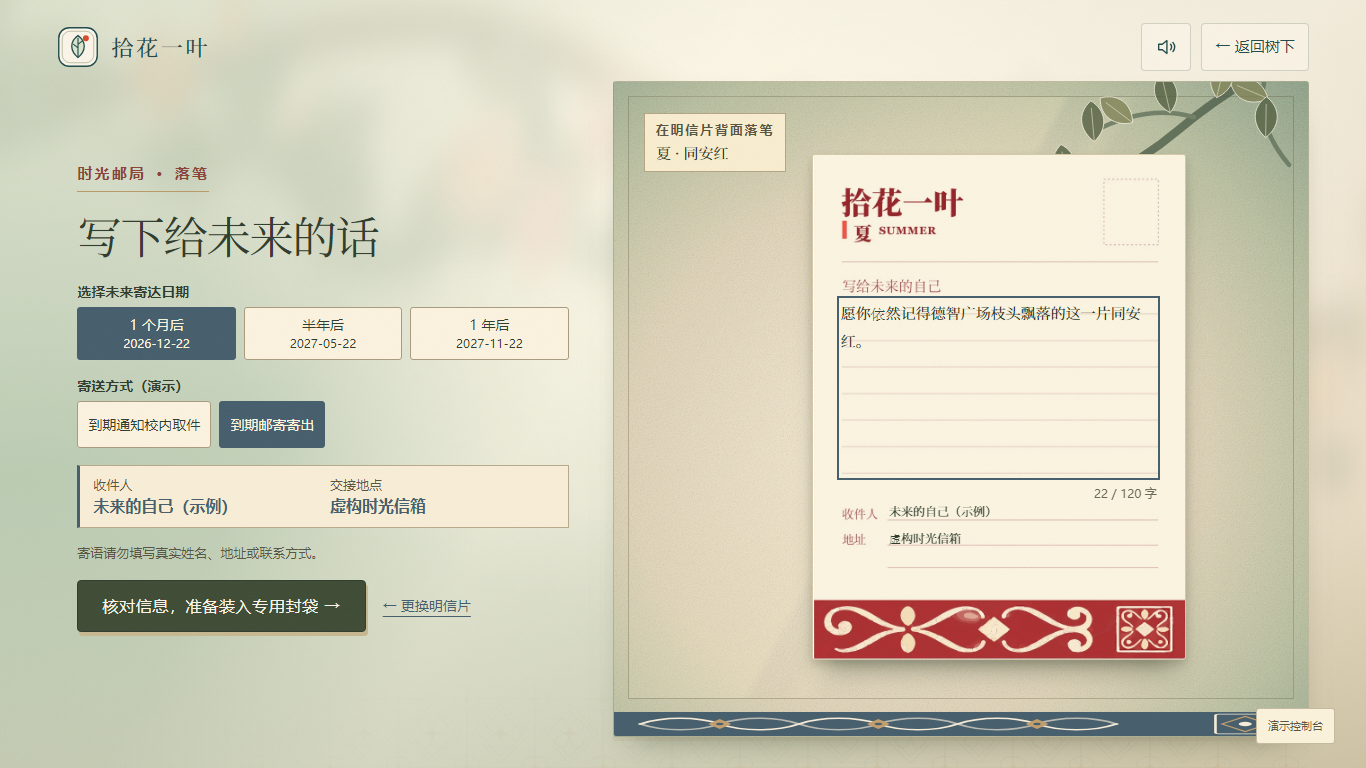 拾花一叶
← 返回树下
时光邮局 • 落笔
写下给未来的话
选择未来寄达日期
1 个月后
2026-12-22
半年后
2027-05-22
1 年后
2027-11-22
寄送方式（演示）
到期通知校内取件
到期邮寄寄出
收件人
未来的自己（示例）
交接地点
虚构时光信箱
寄语请勿填写真实姓名、地址或联系方式。
核对信息，准备装入专用封袋 →
← 更换明信片
在明信片背面落笔
夏 · 同安红
拾花一叶
夏 SUMMER
写给未来的自己
愿你依然记得德智广场枝头飘落的这一片同安
红。
22 / 120 字
收件人 未来的自己（示例）
地址 虚构时光信箱
演示控制台